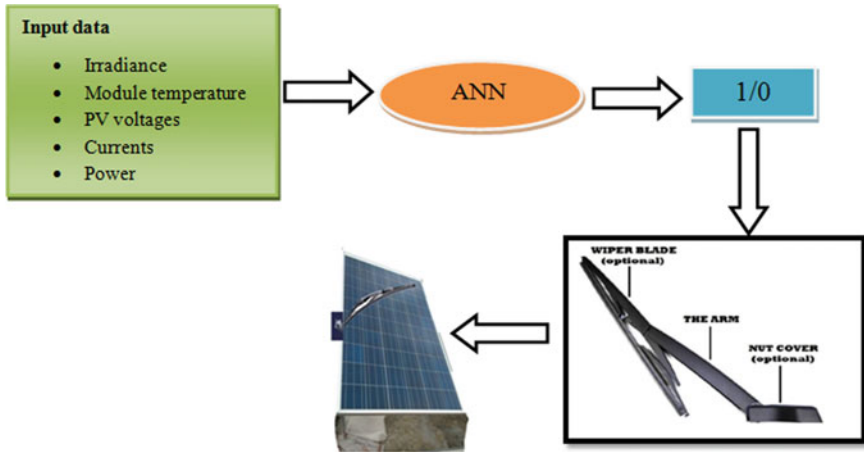 Input data
• Irradiance
• Module temperature
• PV voltages
• Currents
• Power
ANN
1/0
WIPER BLADE
(optional)
THE ARM
NUT COVER
(optional)